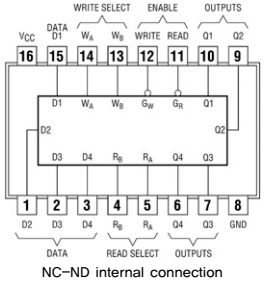 WRITE SELECT ENABLE OUTPUTS
VCC DATA D1 WA WB WRITE READ Q1 Q2
16 15 14 13 12 11 10 9
D1 WA WB GW GR Q1
D2 Q2
D3 D4 RB RA Q4 Q3
1 2 3 4 5 6 7 8
D2 D3 D4 RB RA Q4 Q3 GND
DATA READ SELECT OUTPUTS
NC-ND internal connection